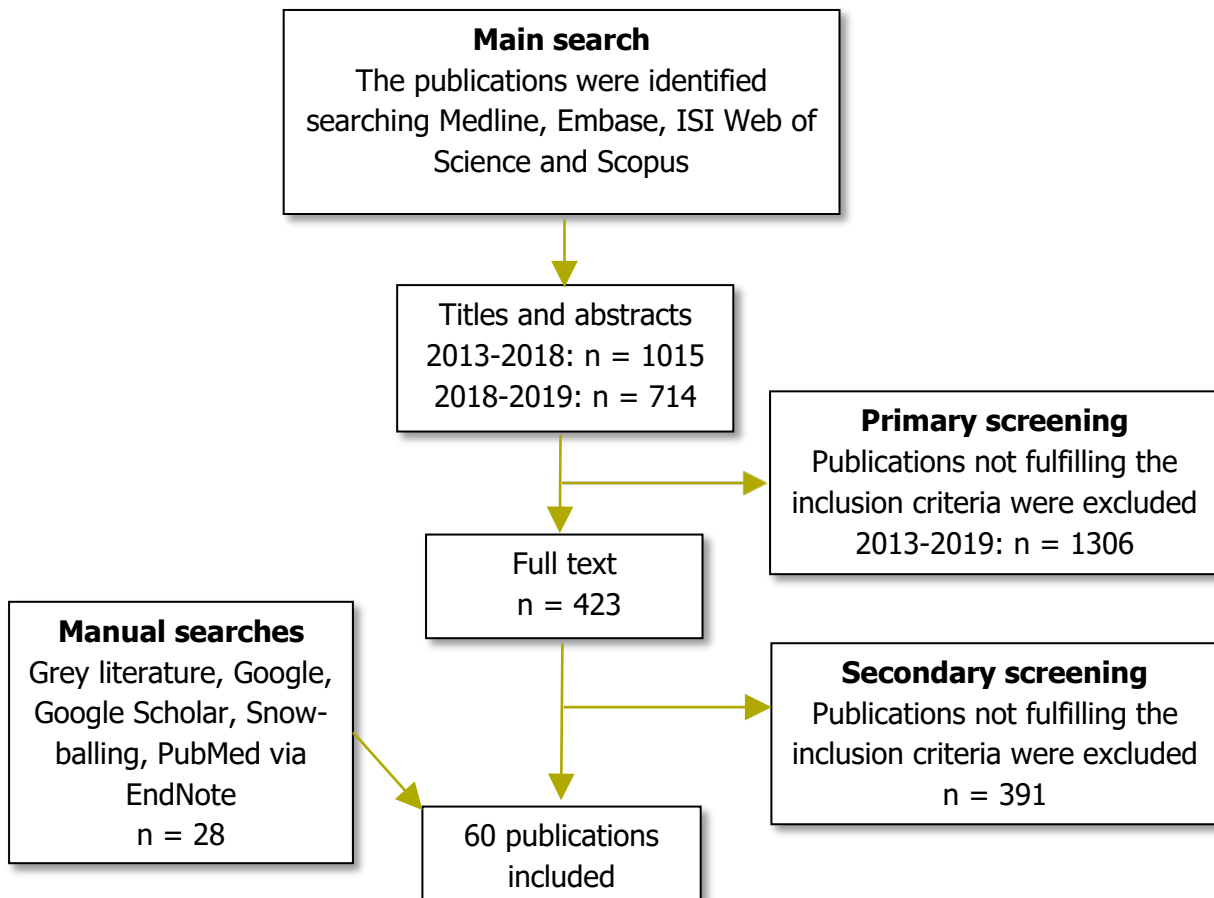 Main search
The publications were identified
searching Medline, Embase, ISI Web of
Science and Scopus
Titles and abstracts
2013-2018: n = 1015
2018-2019: n = 714
Primary screening
Publications not fulfilling the
inclusion criteria were excluded
2013-2019: n = 1306
Full text
n = 423
Manual searches
Grey literature, Google,
Google Scholar, Snow-
balling, PubMed via
EndNote
n = 28
Secondary screening
Publications not fulfilling the
inclusion criteria were excluded
n = 391
60 publications
included